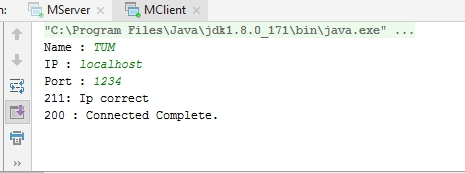 n: MServer × MClient ×
"C:\Program Files\Java\jdk1.8.0_171\bin\java.exe" ...
Name : TUM
IP : localhost
Port : 1234
211: Ip correct
200 : Connected Complete.